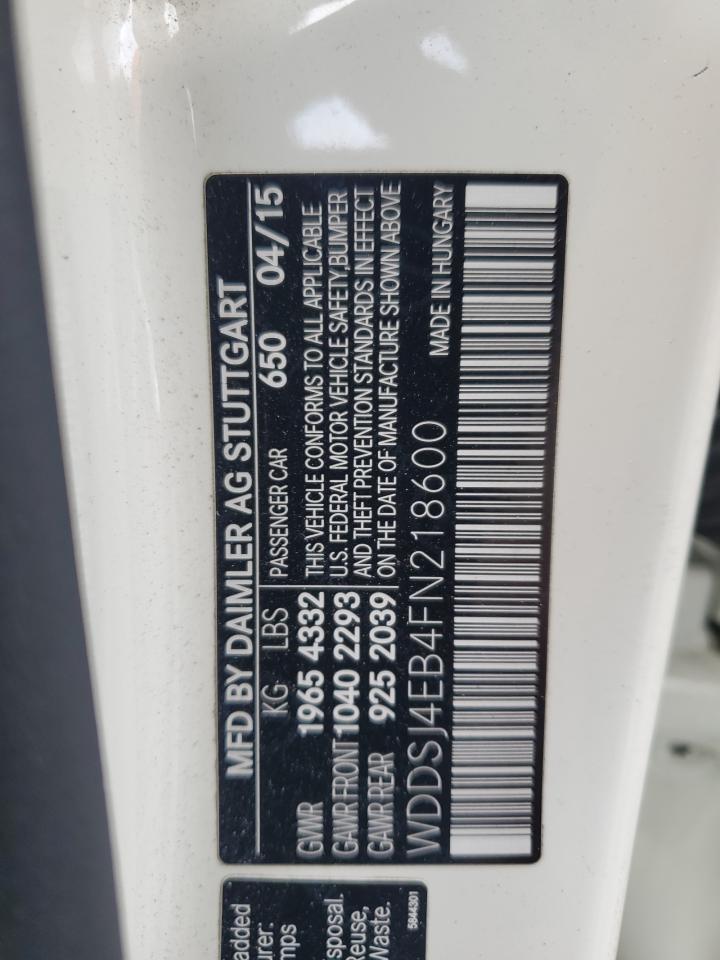 MFD BY DAIMLER AG STUTTGART
KG LBS PASSENGER CAR 650 04/15
GWR 1965 4332 THIS VEHICLE CONFORMS TO ALL APPLICABLE
GAWR FRONT 1040 2293 U.S. FEDERAL MOTOR VEHICLE SAFETY,BUMPER
GAWR-REAR 925 2039 AND THEFT PREVENTION STANDARDS IN EFFECT
ON THE DATE OF MANUFACTURE SHOWN ABOVE
WDDSJ4EB4FN218600 MADE IN HUNGARY
added
urer:
mps
sposal.
Reuse,
Waste.
5844301